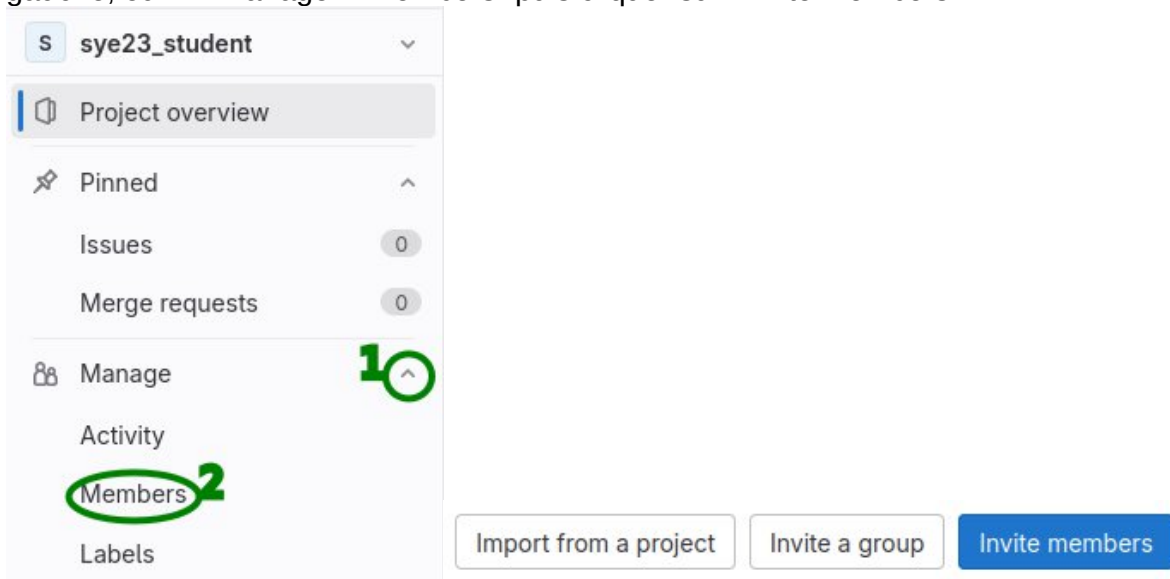 S sye23_student
Project overview
Pinned
Issues 0
Merge requests 0
Manage 1
Activity
Members 2
Labels
Import from a project Invite a group Invite members